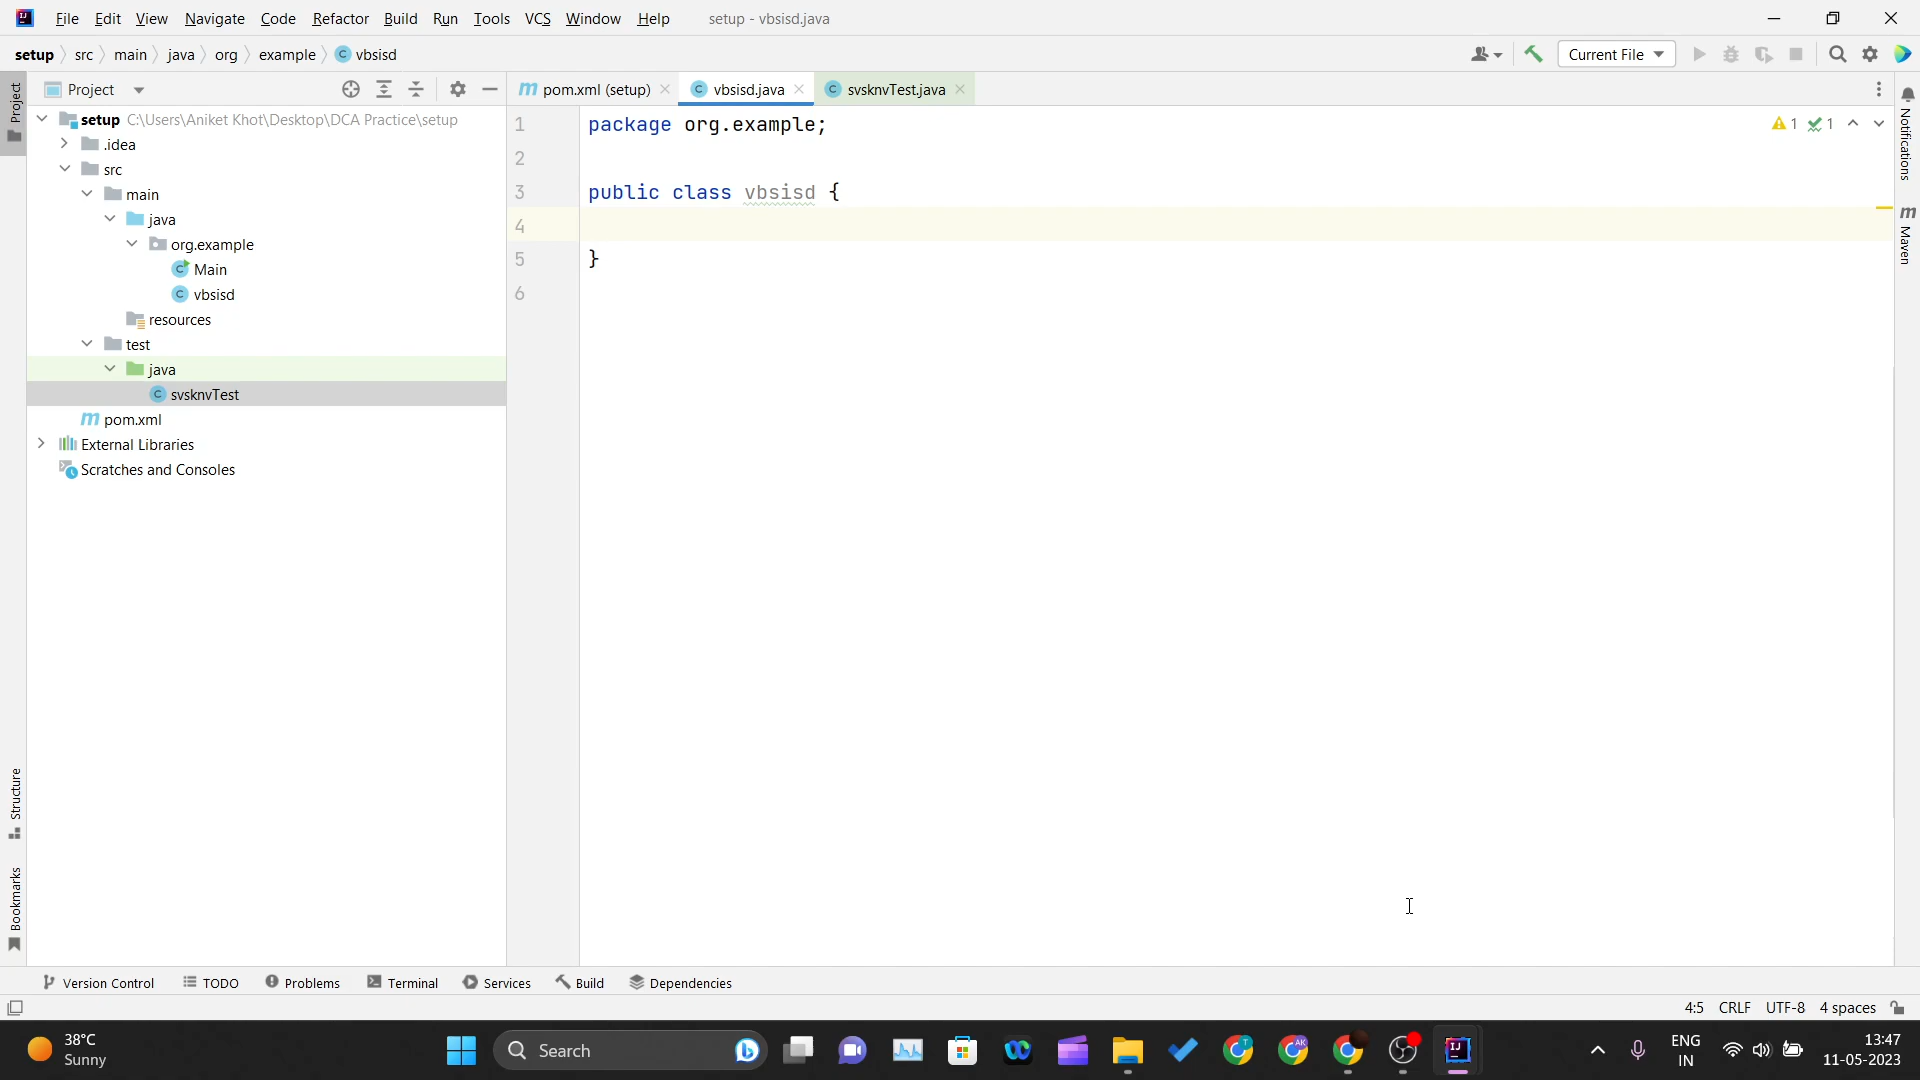 File Edit View Navigate Code Refactor Build Run Tools VCS Window Help setup - vbsisd.java
setup src main java org example vbsisd Current File
Project
Project
pom.xml (setup) vbsisd.java svsknvTest.java
setup C:\Users\Aniket Khot\Desktop\DCA Practice\setup
.idea
src
main
java
org.example
Main
vbsisd
resources
test
java
svsknvTest
pom.xml
External Libraries
Scratches and Consoles
1 package org.example;
2
3 public class vbsisd {
4
5 }
6
1 1
Notifications
Maven
Structure
Bookmarks
Version Control TODO Problems Terminal Services Build Dependencies
4:5 CRLF UTF-8 4 spaces
38°C
Sunny
Search
ENG
IN
13:47
11-05-2023